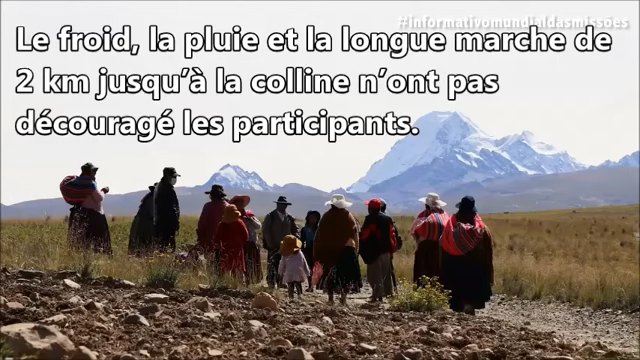 #informativomundialdasmissões
Le froid, la pluie et la longue marche de
2 km jusqu’à la colline n’ont pas
découragé les participants.